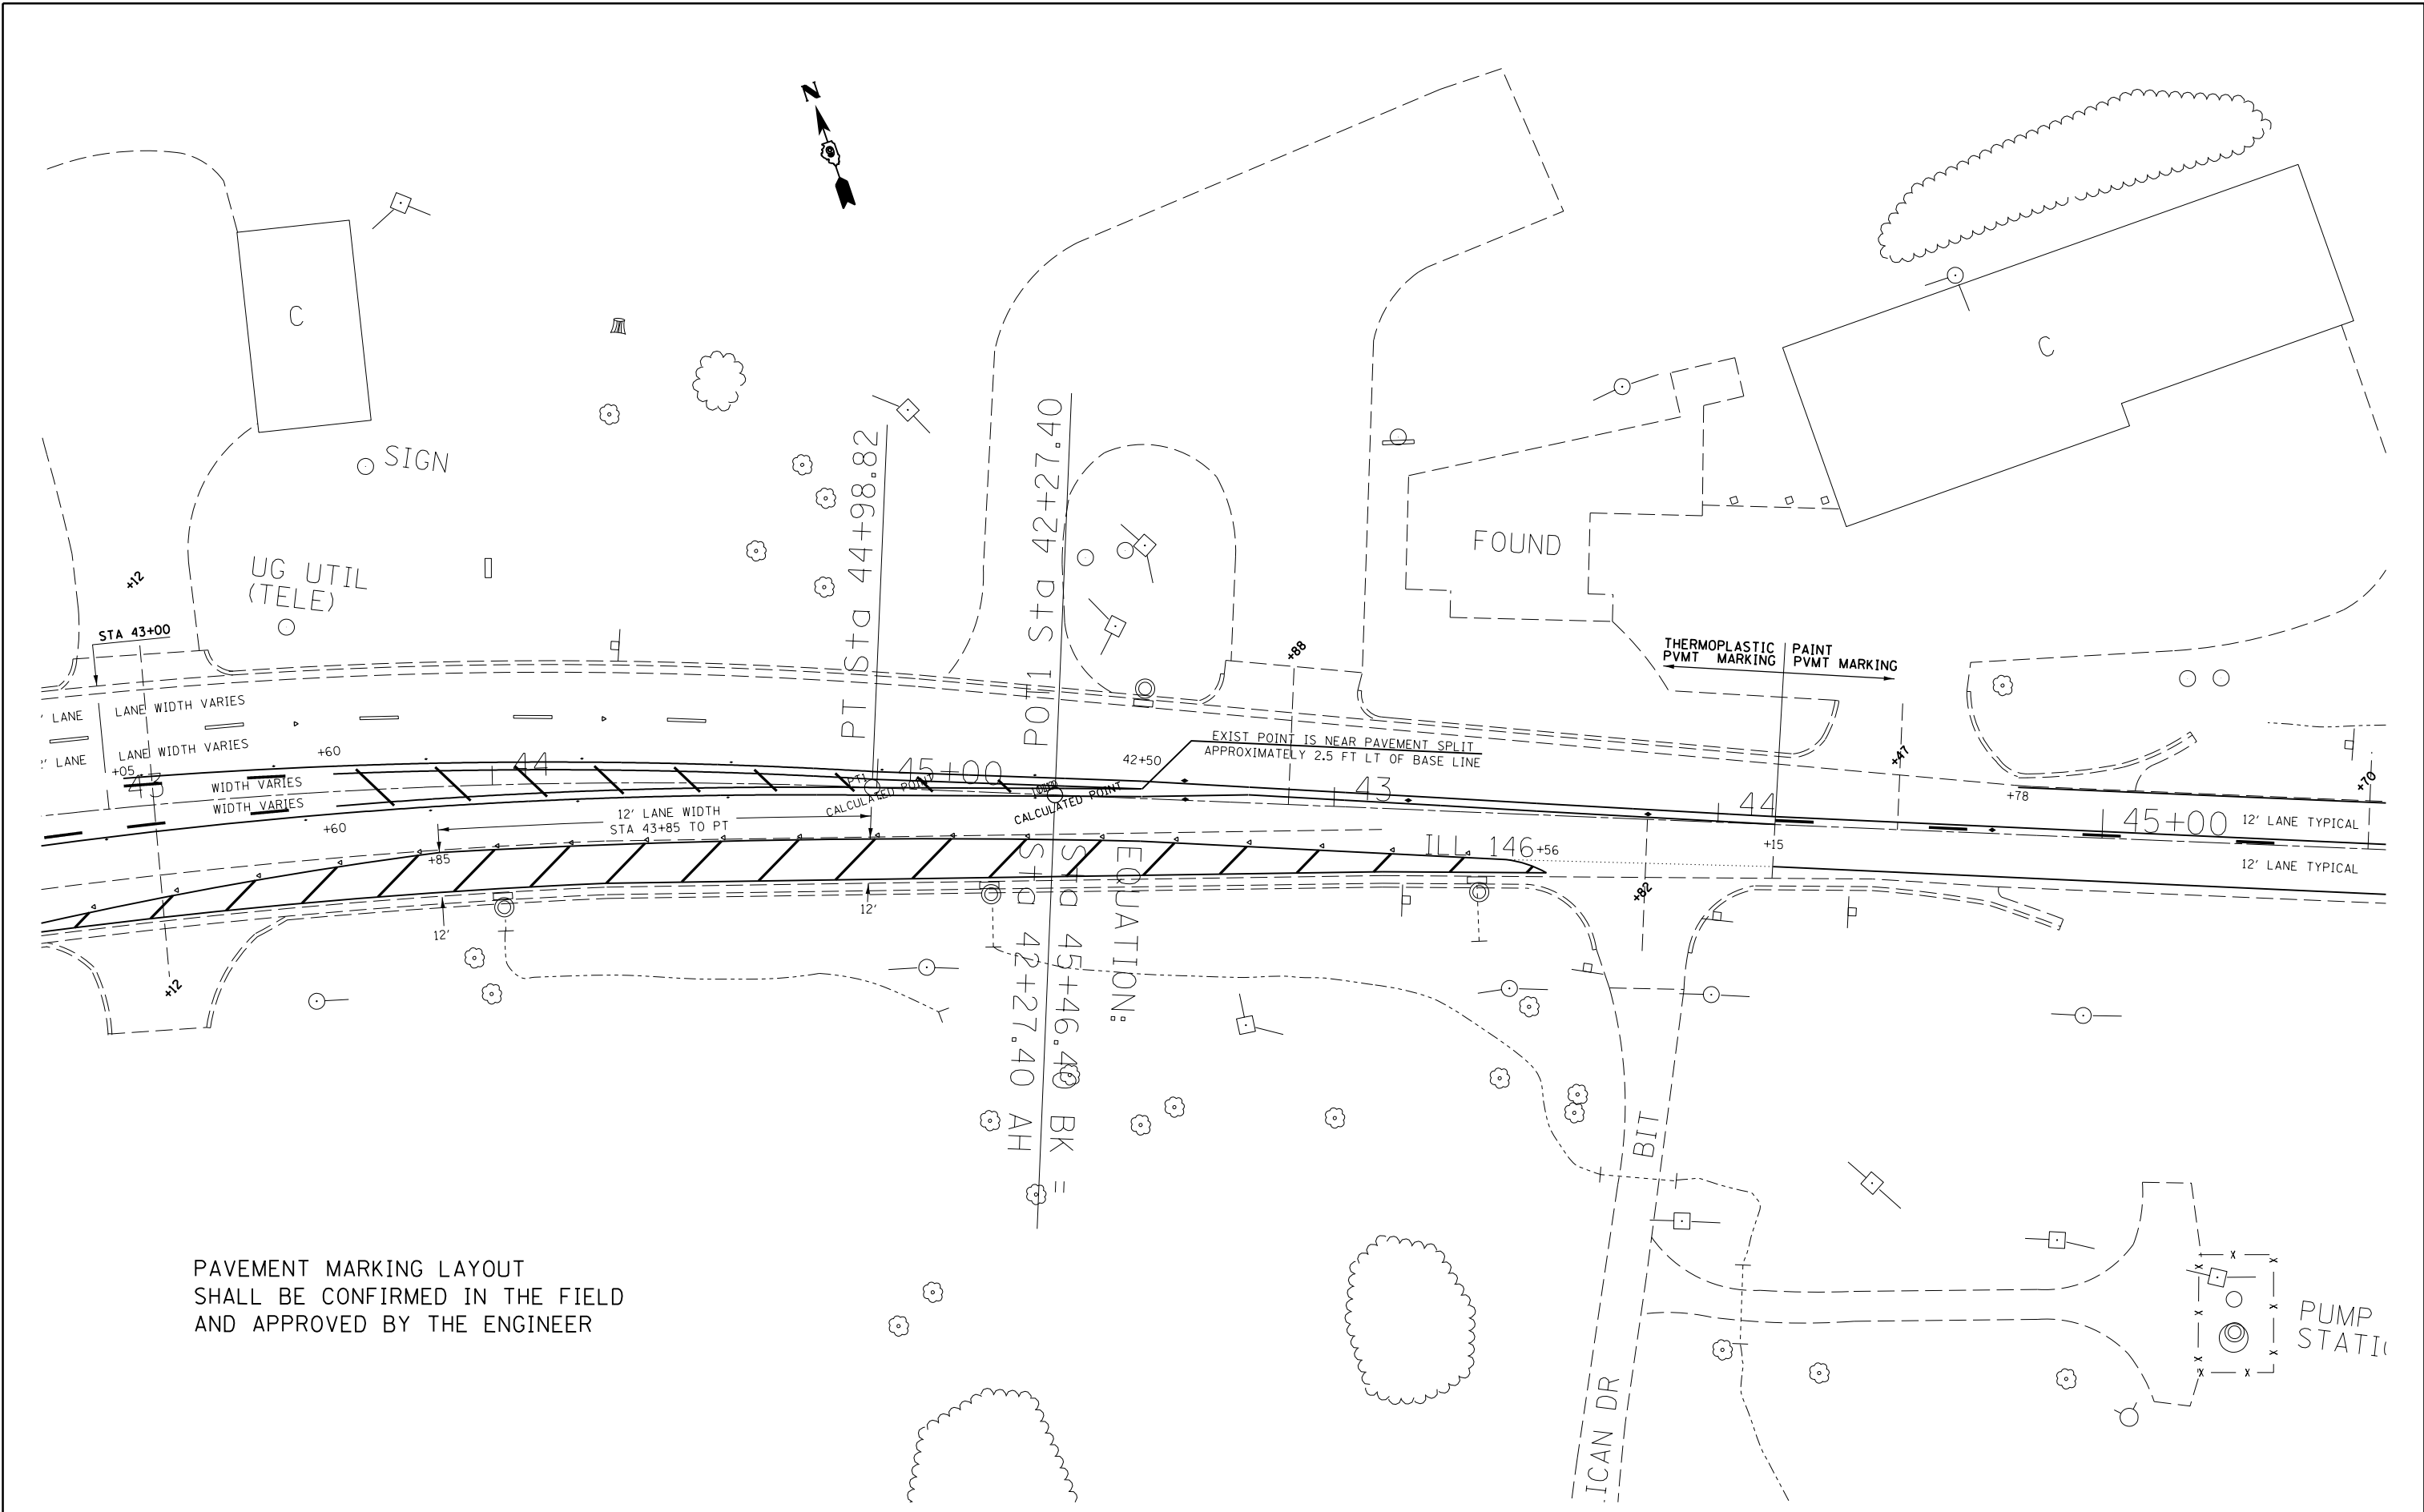 N
C
C
SIGN
UG UTIL
(TELE)
FOUND
+12
STA 43+00
PT Sta 44+98.82
POT1 Sta 42+27.40
+88
THERMOPLASTIC
PVMT MARKING
PAINT
PVMT MARKING
' LANE
LANE WIDTH VARIES
' LANE
LANE WIDTH VARIES
+05
43
+60
WIDTH VARIES
WIDTH VARIES
+60
44
45+00
CALCULATED POINT
CALCULATED POINT
42+50
EXIST POINT IS NEAR PAVEMENT SPLIT
APPROXIMATELY 2.5 FT LT OF BASE LINE
43
44
+47
+78
+70
45+00
12' LANE TYPICAL
12' LANE TYPICAL
12' LANE WIDTH
STA 43+85 TO PT
+85
12'
12'
ILL 146
+56
+15
+82
+12
EQUATION:
Sta 45+46.40 BK =
Sta 42+27.40 AH
BIT
ICAN DR
PUMP
PAVEMENT MARKING LAYOUT
SHALL BE CONFIRMED IN THE FIELD
AND APPROVED BY THE ENGINEER